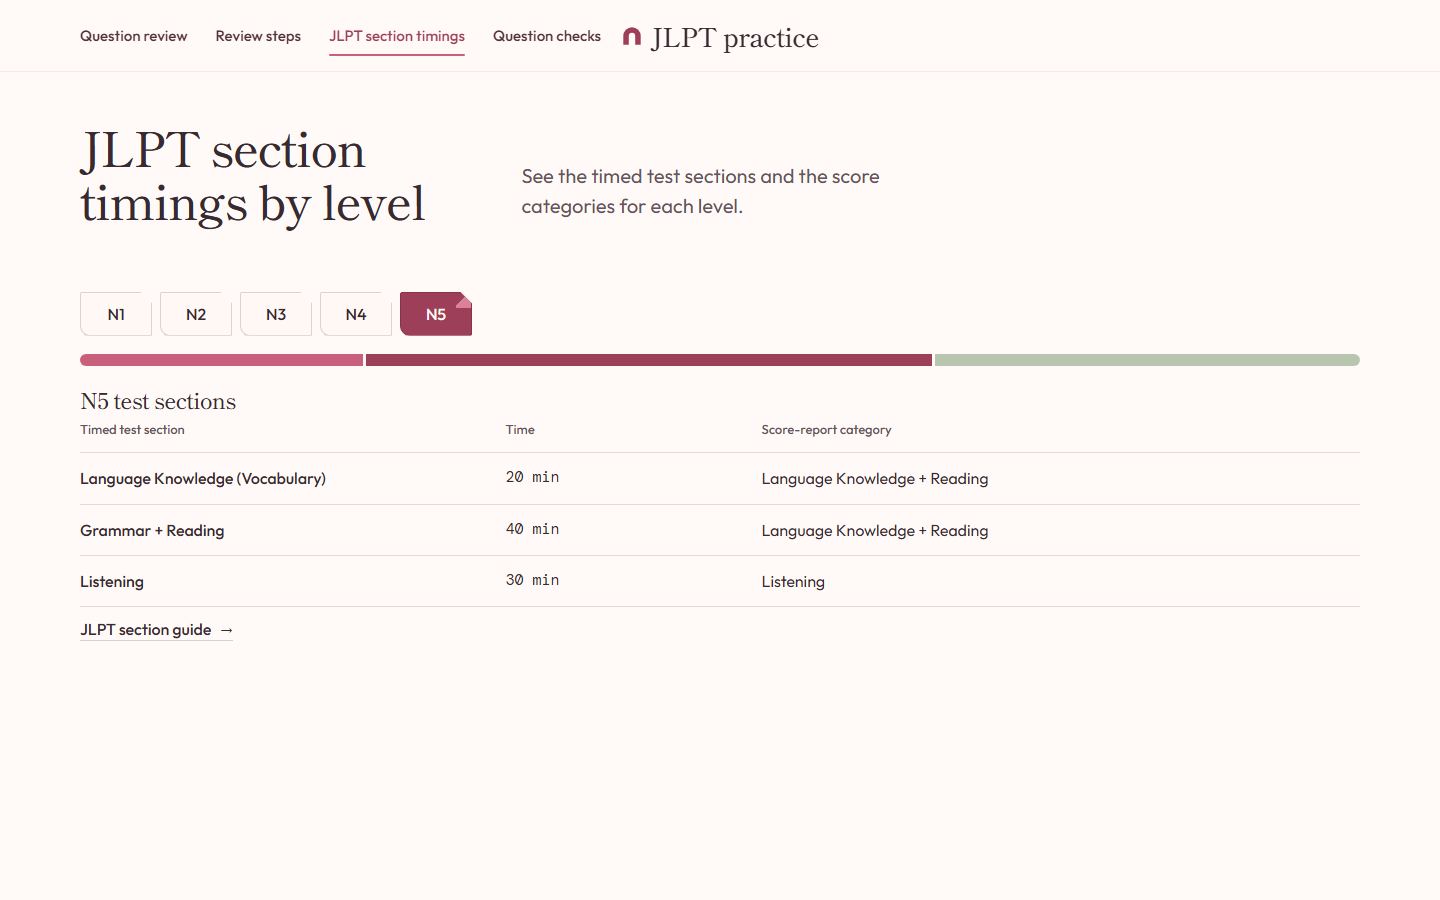 Question review Review steps JLPT section timings Question checks JLPT practice
JLPT section
timings by level
See the timed test sections and the score
categories for each level.
N1 N2 N3 N4 N5
N5 test sections
Timed test section Time Score-report category
Language Knowledge (Vocabulary) 20 min Language Knowledge + Reading
Grammar + Reading 40 min Language Knowledge + Reading
Listening 30 min Listening
JLPT section guide →